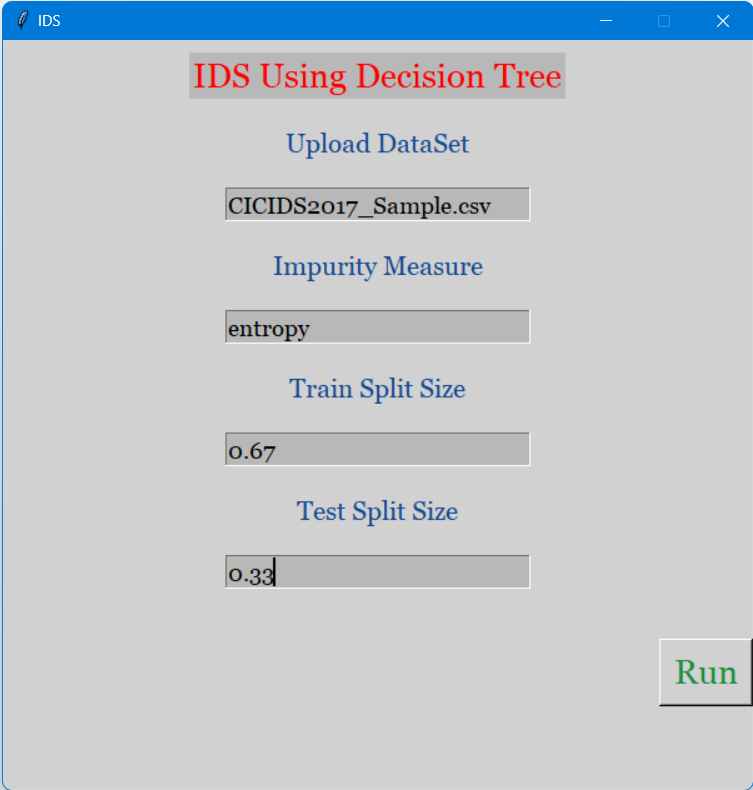 IDS
IDS Using Decision Tree
Upload DataSet
CICIDS2017_Sample.csv
Impurity Measure
entropy
Train Split Size
0.67
Test Split Size
0.33
Run